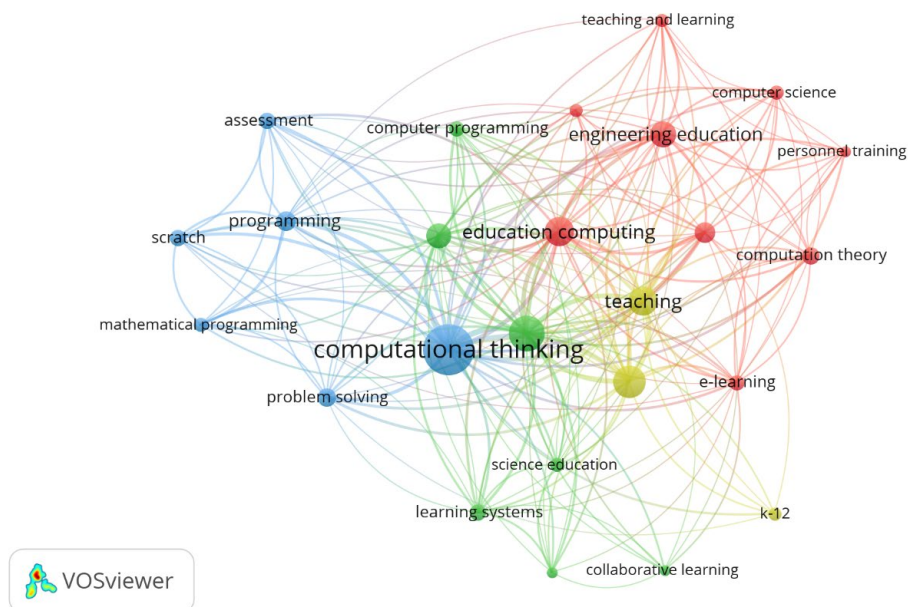 teaching and learning
computer science
assessment
computer programming
engineering education
personnel training
programming
scratch
education computing
computation theory
teaching
mathematical programming
computational thinking
problem solving
e-learning
science education
learning systems
k-12
collaborative learning
VOSviewer